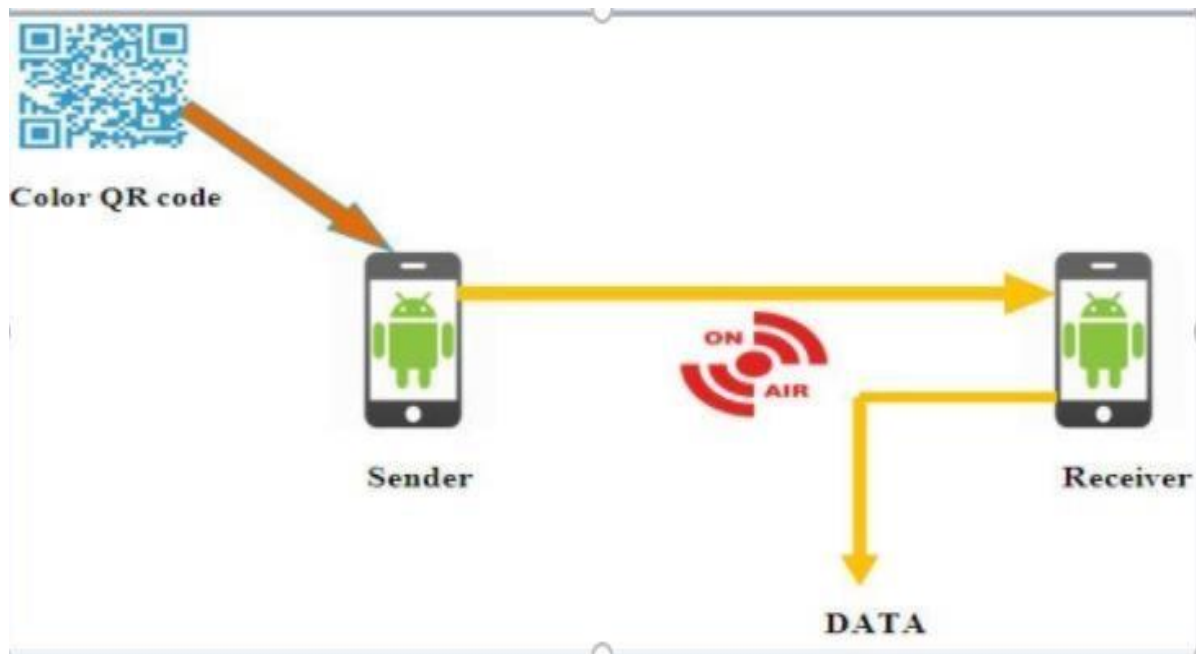 Color QR code
ON
AIR
Sender
Receiver
DATA